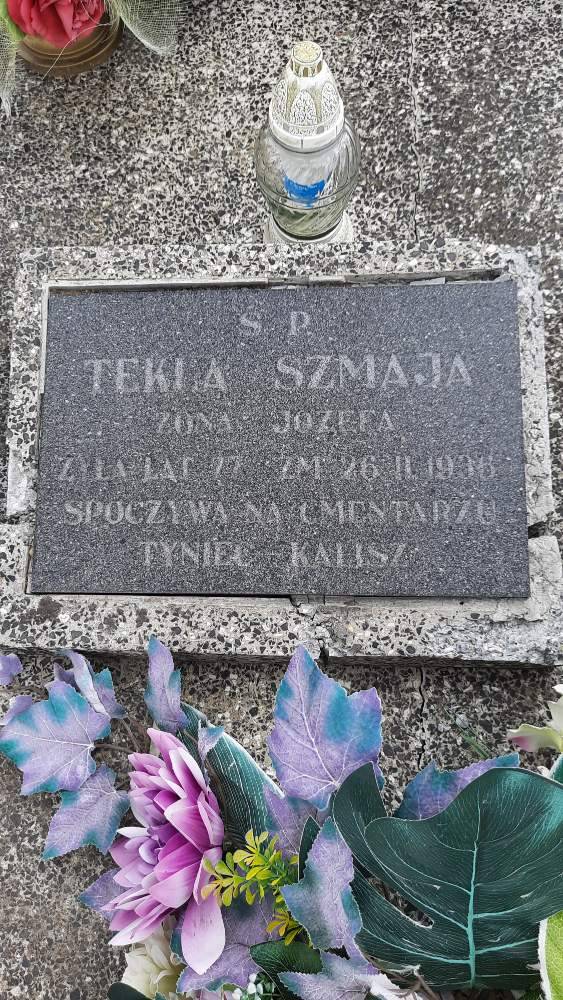 Ś P
TEKLA SZMAJA
ŻONA JÓZEFA
ŻYŁA LAT 77 ZM 26 II 1936
SPOCZYWA NA CMENTARZU
TYNIEC - KALISZ